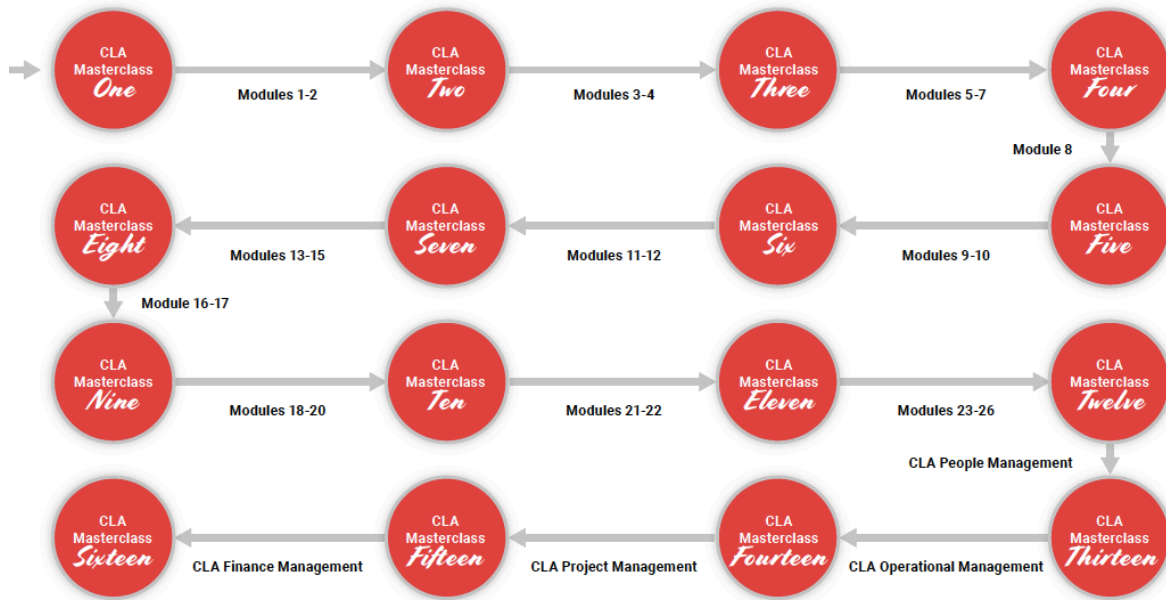 CLA
Masterclass
One
Modules 1-2
CLA
Masterclass
Two
Modules 3-4
CLA
Masterclass
Three
Modules 5-7
CLA
Masterclass
Four
Module 8
CLA
Masterclass
Five
Modules 9-10
CLA
Masterclass
Six
Modules 11-12
CLA
Masterclass
Seven
Modules 13-15
CLA
Masterclass
Eight
Module 16-17
CLA
Masterclass
Nine
Modules 18-20
CLA
Masterclass
Ten
Modules 21-22
CLA
Masterclass
Eleven
Modules 23-26
CLA
Masterclass
Twelve
CLA People Management
CLA
Masterclass
Thirteen
CLA Operational Management
CLA
Masterclass
Fourteen
CLA Project Management
CLA
Masterclass
Fifteen
CLA Finance Management
CLA
Masterclass
Sixteen